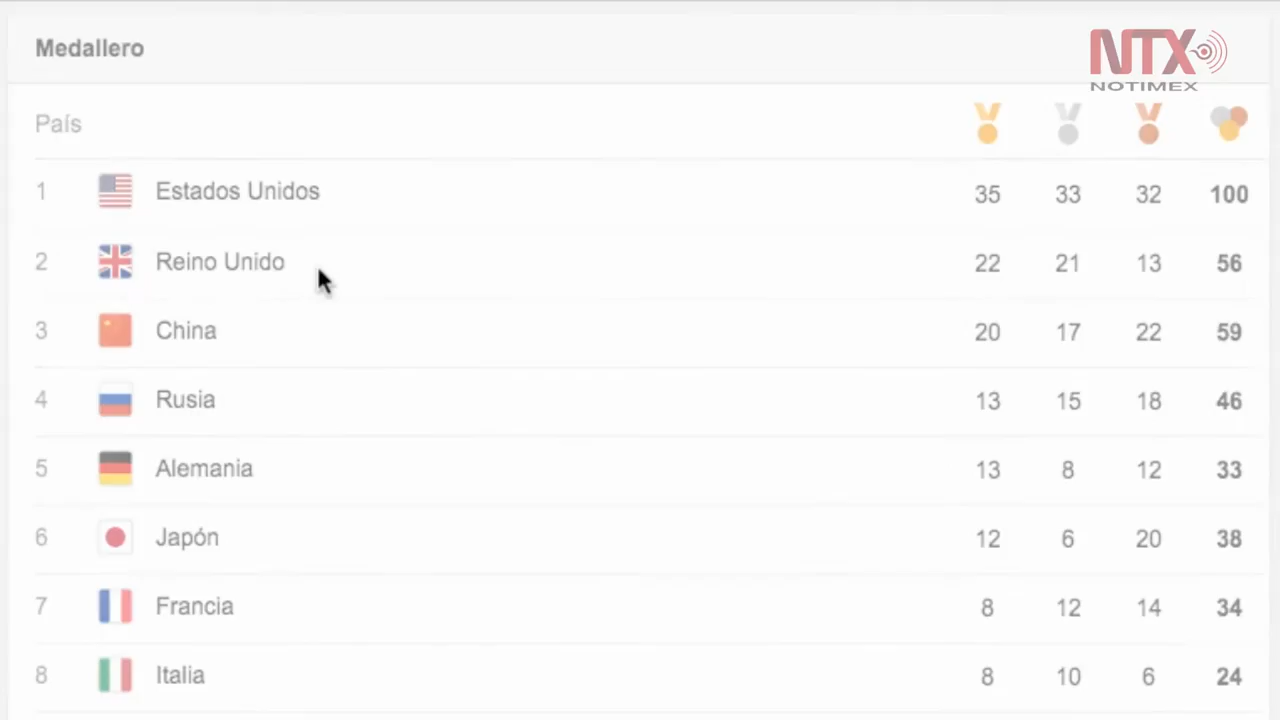 Medallero
NTX
NOTIMEX
País
1 Estados Unidos 35 33 32 100
2 Reino Unido 22 21 13 56
3 China 20 17 22 59
4 Rusia 13 15 18 46
5 Alemania 13 8 12 33
6 Japón 12 6 20 38
7 Francia 8 12 14 34
8 Italia 8 10 6 24